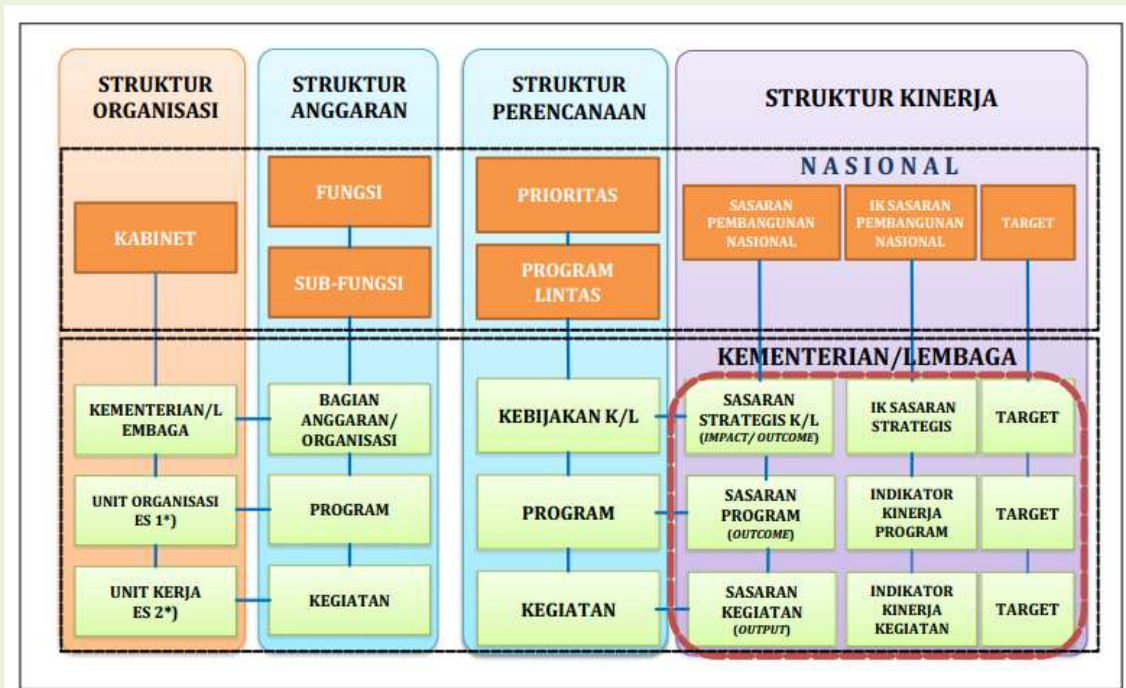 STRUKTUR
ORGANISASI
STRUKTUR
ANGGARAN
STRUKTUR
PERENCANAAN
STRUKTUR KINERJA
NASIONAL
KABINET
FUNGSI
SUB-FUNGSI
PRIORITAS
PROGRAM
LINTAS
SASARAN
PEMBANGUNAN
NASIONAL
IK SASARAN
PEMBANGUNAN
NASIONAL
TARGET
KEMENTERIAN/LEMBAGA
KEMENTERIAN/L
EMBAGA
BAGIAN
ANGGARAN/
ORGANISASI
KEBIJAKAN K/L
SASARAN
STRATEGIS K/L
(IMPACT/ OUTCOME)
IK SASARAN
STRATEGIS
TARGET
UNIT ORGANISASI
ES 1*)
PROGRAM
PROGRAM
SASARAN
PROGRAM
(OUTCOME)
INDIKATOR
KINERJA
PROGRAM
TARGET
UNIT KERJA
ES 2*)
KEGIATAN
KEGIATAN
SASARAN
KEGIATAN
(OUTPUT)
INDIKATOR
KINERJA
KEGIATAN
TARGET